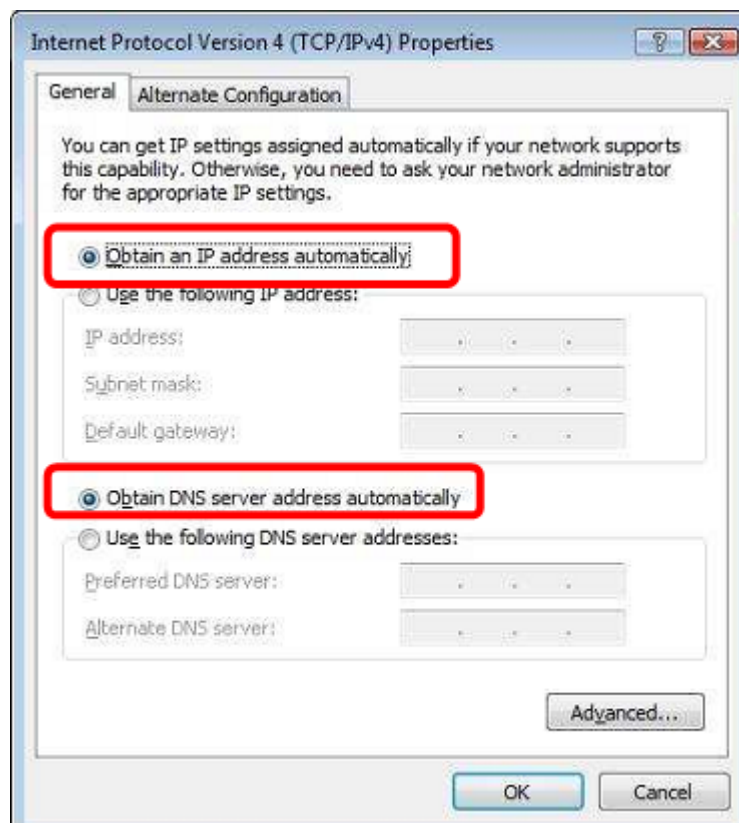 Internet Protocol Version 4 (TCP/IPv4) Properties
General
Alternate Configuration
You can get IP settings assigned automatically if your network supports
this capability. Otherwise, you need to ask your network administrator
for the appropriate IP settings.
Obtain an IP address automatically
Use the following IP address:
IP address:
Subnet mask:
Default gateway:
Obtain DNS server address automatically
Use the following DNS server addresses:
Preferred DNS server:
Alternate DNS server:
Advanced...
OK
Cancel